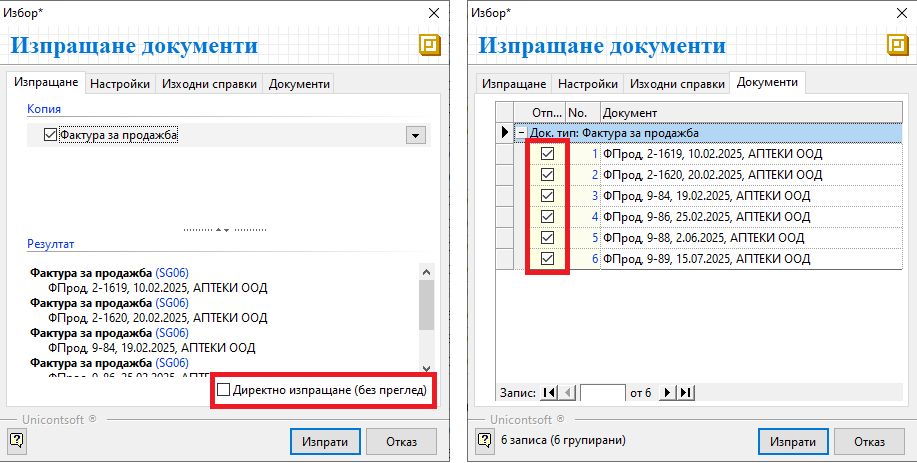 Избор*
Изпращане документи
Изпращане Настройки Изходни справки Документи
Копия
Фактура за продажба
Резултат
Фактура за продажба (SG06)
ФПрод, 2-1619, 10.02.2025, АПТЕКИ ООД
Фактура за продажба (SG06)
ФПрод, 2-1620, 20.02.2025, АПТЕКИ ООД
Фактура за продажба (SG06)
ФПрод, 9-84, 19.02.2025, АПТЕКИ ООД
Фактура за продажба (SG06)
ФПрод, 9-86, 25.02.2025, АПТЕКИ ООД
Директно изпращане (без преглед)
Unicontsoft ®
Изпрати Отказ
Избор*
Изпращане документи
Изпращане Настройки Изходни справки Документи
Отп... No. Документ
Док. тип: Фактура за продажба
1 ФПрод, 2-1619, 10.02.2025, АПТЕКИ ООД
2 ФПрод, 2-1620, 20.02.2025, АПТЕКИ ООД
3 ФПрод, 9-84, 19.02.2025, АПТЕКИ ООД
4 ФПрод, 9-86, 25.02.2025, АПТЕКИ ООД
5 ФПрод, 9-88, 2.06.2025, АПТЕКИ ООД
6 ФПрод, 9-89, 15.07.2025, АПТЕКИ ООД
Запис: от 6
Unicontsoft ®
6 записа (6 групирани)
Изпрати Отказ